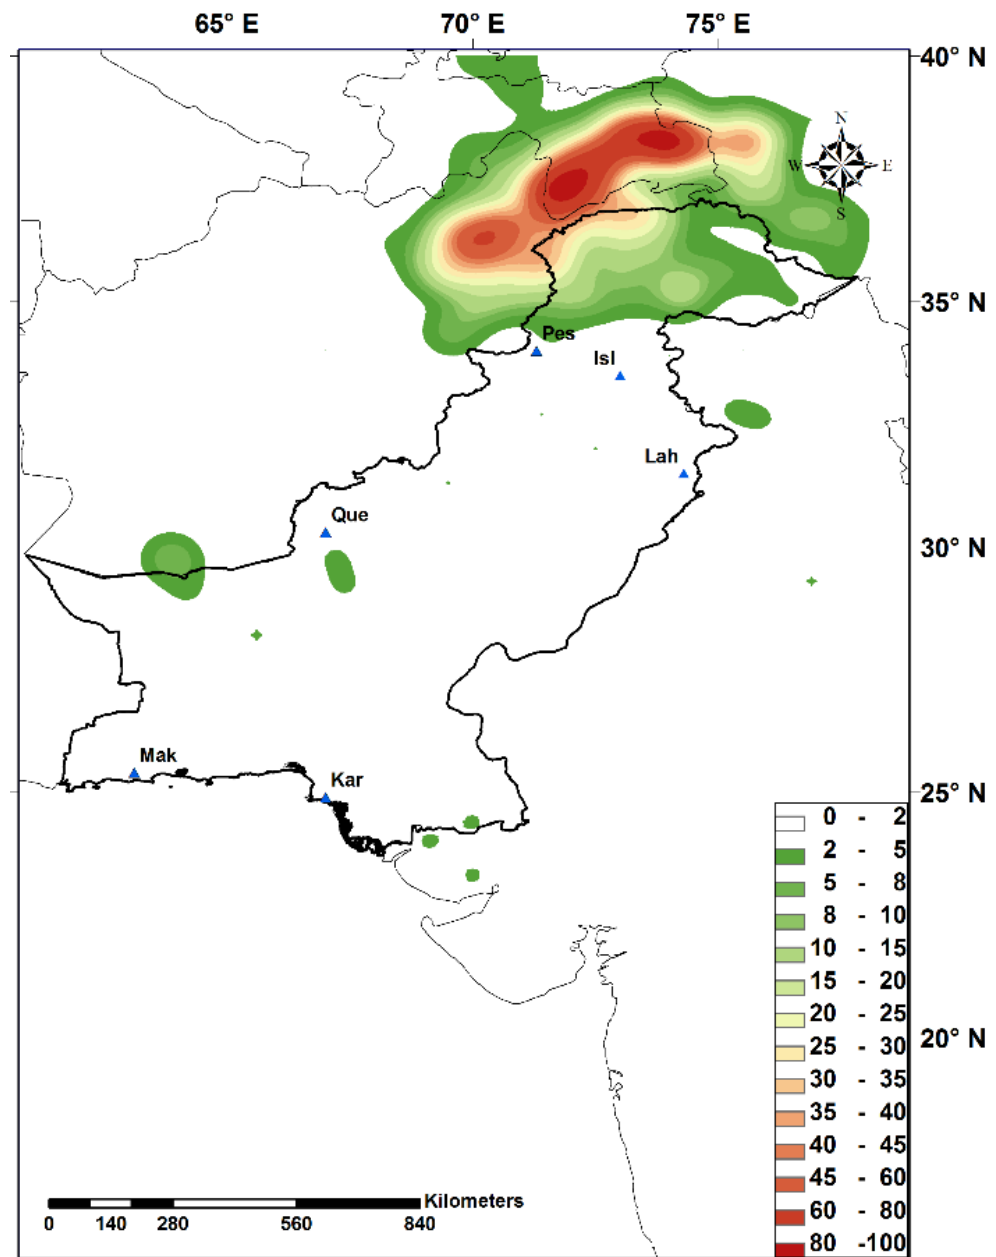 65° E 70° E 75° E
40° N
N
W E
S
35° N
Pes
Isl
Lah
Que
30° N
Mak
Kar
25° N
0 - 2
2 - 5
5 - 8
8 - 10
10 - 15
15 - 20
20 - 25
20° N
25 - 30
30 - 35
35 - 40
40 - 45
45 - 60
60 - 80
80 -100
Kilometers
0 140 280 560 840